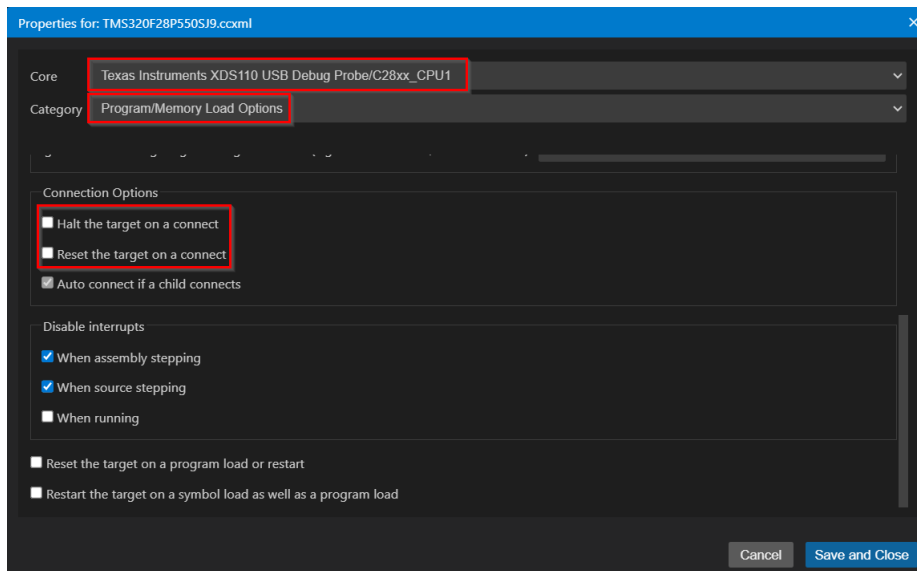 Properties for: TMS320F28P550SJ9.ccxml
Core Texas Instruments XDS110 USB Debug Probe/C28xx_CPU1
Category Program/Memory Load Options
Connection Options
Halt the target on a connect
Reset the target on a connect
Auto connect if a child connects
Disable interrupts
When assembly stepping
When source stepping
When running
Reset the target on a program load or restart
Restart the target on a symbol load as well as a program load
Cancel Save and Close